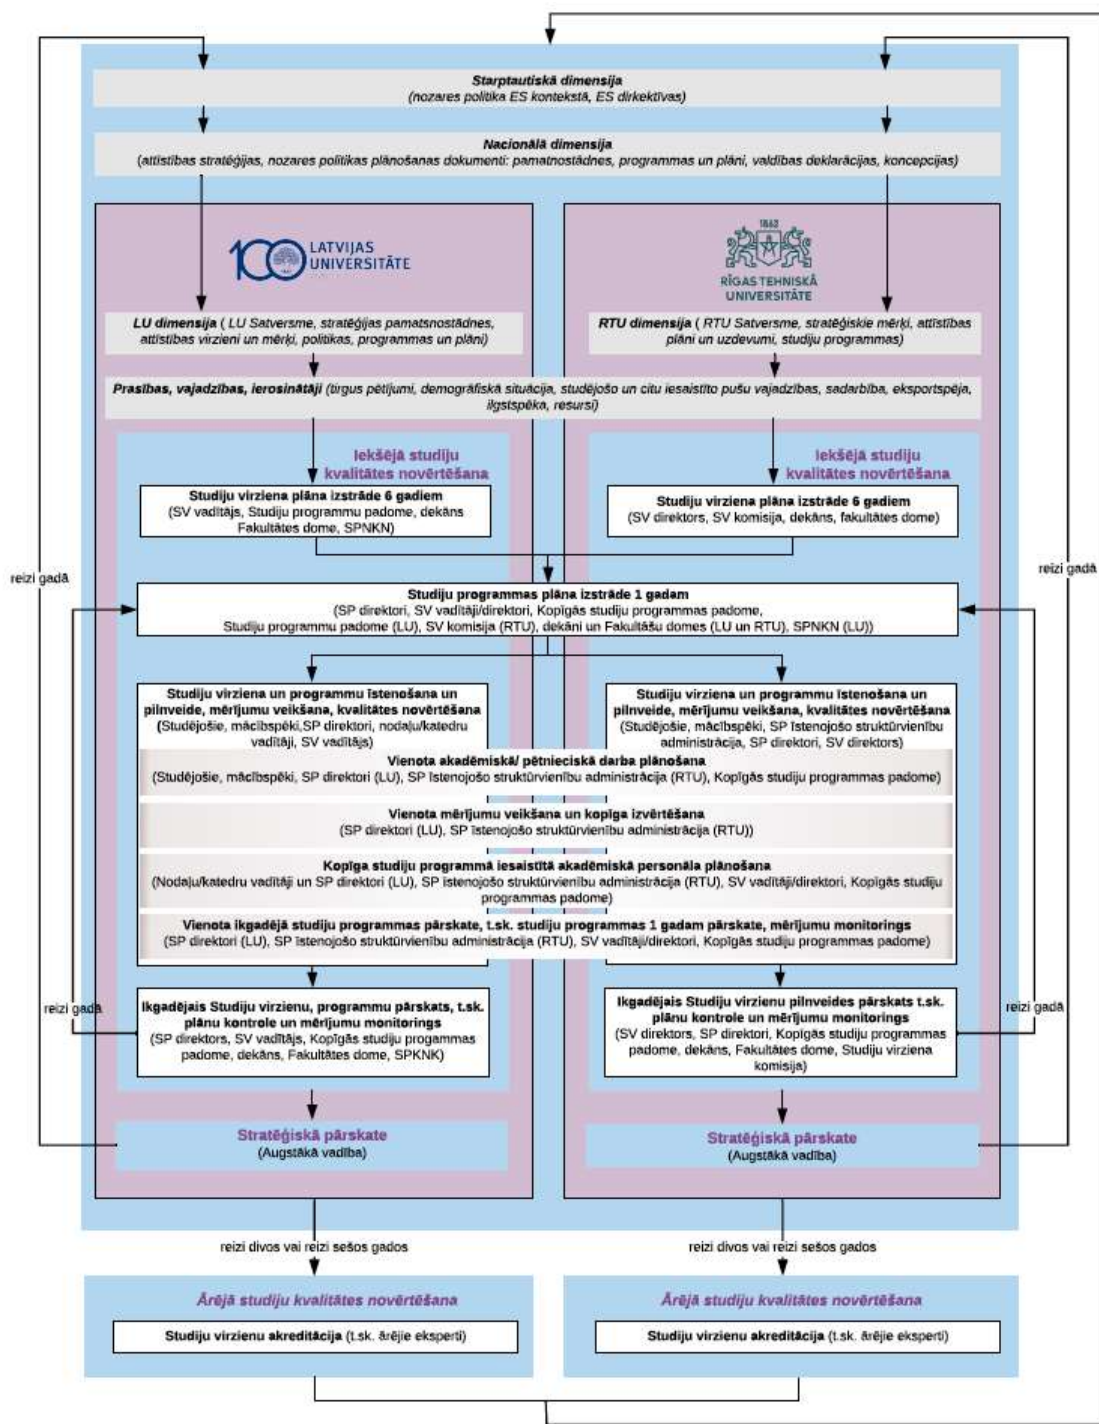 Starptautiskā dimensija
(nozares politika ES kontekstā, ES dirkektīvas)
Nacionālā dimensija
(attīstības stratēģijas, nozares politikas plānošanas dokumenti: pamatnostādnes, programmas un plāni, valdības deklarācijas, koncepcijas)
100 LATVIJAS
UNIVERSITĀTE
1862
RĪGAS TEHNISKĀ
UNIVERSITĀTE
LU dimensija ( LU Satversme, stratēģijas pamatsnostādnes,
attīstības virzieni un mērķi, politikas, programmas un plāni)
RTU dimensija ( RTU Satversme, stratēģiskie mērķi, attīstības
plāni un uzdevumi, studiju programmas)
Prasības, vajadzības, ierosinātāji (tirgus pētījumi, demogrāfiskā situācija, studējošo un citu iesaistīto pušu vajadzības, sadarbība, eksportspēja,
ilgstspēka, resursi)
Iekšējā studiju
kvalitātes novērtēšana
Studiju virziena plāna izstrāde 6 gadiem
(SV vadītājs, Studiju programmu padome, dekāns
Fakultātes dome, SPNKN)
Iekšējā studiju
kvalitātes novērtēšana
Studiju virziena plāna izstrāde 6 gadiem
(SV direktors, SV komisija, dekāns, fakultātes dome)
reizi gadā
reizi gadā
Studiju programmas plāna izstrāde 1 gadam
(SP direktori, SV vadītāji/direktori, Kopīgās studiju programmas padome,
Studiju programmu padome (LU), SV komisija (RTU), dekāni un Fakultāšu domes (LU un RTU), SPNKN (LU))
Studiju virziena un programmu īstenošana un
pilnveide, mērījumu veikšana, kvalitātes novērtēšana
(Studējošie, mācībspēki,SP direktori, nodaļu/katedru
vadītāji, SV vadītājs)
Studiju virziena un programmu īstenošana un
pilnveide, mērījumu veikšana, kvalitātes novērtēšana
(Studējošie, mācībspēki, SP īstenojošo struktūrvienību
administrācija, SP direktori, SV direktors)
Vienota akadēmiskā/ pētnieciskā darba plānošana
(Studējošie, mācībspēki, SP direktori (LU), SP īstenojošo struktūrvienību administrācija (RTU), Kopīgās studiju programmas padome)
Vienota mērījumu veikšana un kopīga izvērtēšana
(SP direktori (LU), SP īstenojošo struktūrvienību administrācija (RTU))
Kopīga studiju programmā iesaistītā akadēmiskā personāla plānošana
(Nodaļu/katedru vadītāji un SP direktori (LU), SP īstenojošo struktūrvienību administrācija (RTU), SV vadītāji/direktori, Kopīgās studiju
programmas padome)
Vienota ikgadējā studiju programmas pārskate, t.sk. studiju programmas 1 gadam pārskate, mērījumu monitorings
(SP direktori (LU), SP īstenojošo struktūrvienību administrācija (RTU), SV vadītāji/direktori, Kopīgās studiju programmas padome)
reizi gadā
Ikgadējais Studiju virzienu, programmu pārskats, t.sk.
plānu kontrole un mērījumu monitorings
(SP direktors, SV vadītājs, Kopīgās studiju progammas
padome, dekāns, Fakultātes dome, SPKNK)
Ikgadējais Studiju virzienu pilnveides pārskats t.sk.
plānu kontrole un mērījumu monitorings
(SV direktors, SP direktori, Kopīgās studiju programmas
padome, dekāns, Fakultātes dome, Studiju virziena
komisija)
reizi gadā
Stratēģiskā pārskate
(Augstākā vadība)
Stratēģiskā pārskate
(Augstākā vadība)
reizi divos vai reizi sešos gados
reizi divos vai reizi sešos gados
Ārējā studiju kvalitātes novērtēšana
Studiju virzienu akreditācija (t.sk. ārējie eksperti)
Ārējā studiju kvalitātes novērtēšana
Studiju virzienu akreditācija (t.sk. ārējie eksperti)